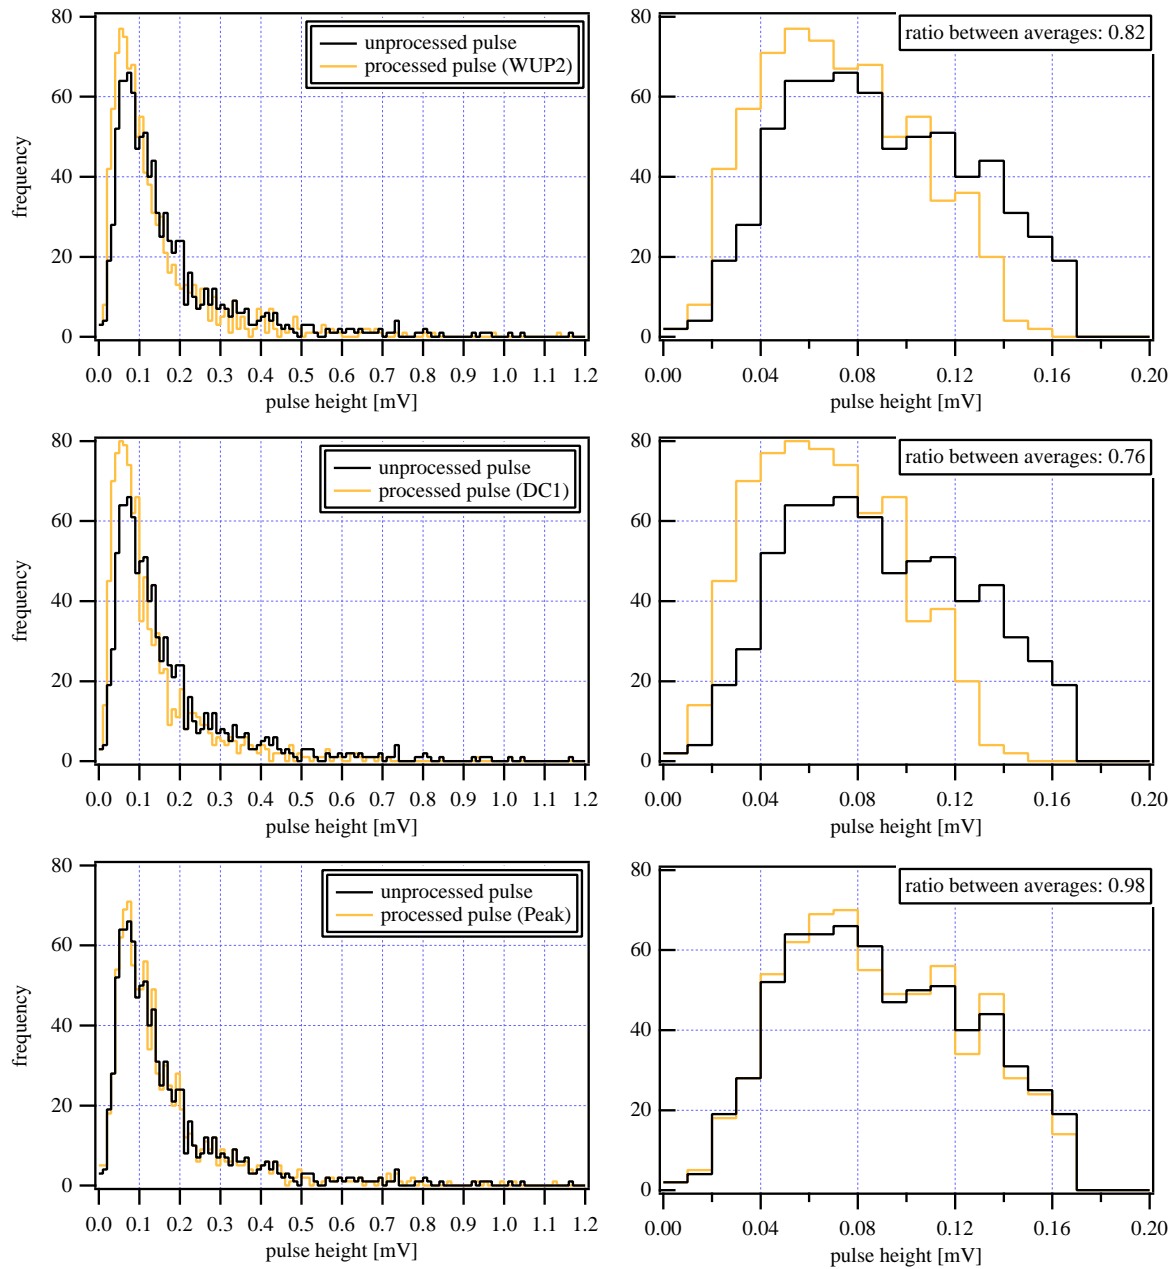 80
60
40
20
0
frequency
unprocessed pulse
processed pulse (WUP2)
0.0 0.1 0.2 0.3 0.4 0.5 0.6 0.7 0.8 0.9 1.0 1.1 1.2
pulse height [mV]
80
60
40
20
0
ratio between averages: 0.82
0.00 0.04 0.08 0.12 0.16 0.20
pulse height [mV]
80
60
40
20
0
frequency
unprocessed pulse
processed pulse (DC1)
0.0 0.1 0.2 0.3 0.4 0.5 0.6 0.7 0.8 0.9 1.0 1.1 1.2
pulse height [mV]
80
60
40
20
0
ratio between averages: 0.76
0.00 0.04 0.08 0.12 0.16 0.20
pulse height [mV]
80
60
40
20
0
frequency
unprocessed pulse
processed pulse (Peak)
0.0 0.1 0.2 0.3 0.4 0.5 0.6 0.7 0.8 0.9 1.0 1.1 1.2
pulse height [mV]
80
60
40
20
0
ratio between averages: 0.98
0.00 0.04 0.08 0.12 0.16 0.20
pulse height [mV]